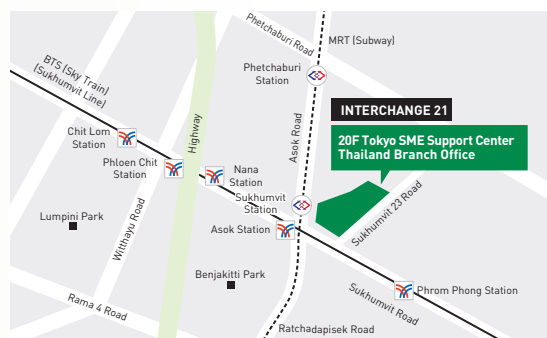 Phetchaburi Road
MRT (Subway)
BTS (Sky Train)
(Sukhumvit Line)
Phetchaburi
Station
INTERCHANGE 21
20F Tokyo SME Support Center
Thailand Branch Office
Chit Lom
Station
Highway
Asok Road
Phloen Chit
Station
Nana
Station
Sukhumvit
Station
Sukhumvit 23 Road
Lumpini Park
Witthayu Road
Asok Station
Benjakitti Park
Phrom Phong Station
Sukhumvit Road
Rama 4 Road
Ratchadapisek Road